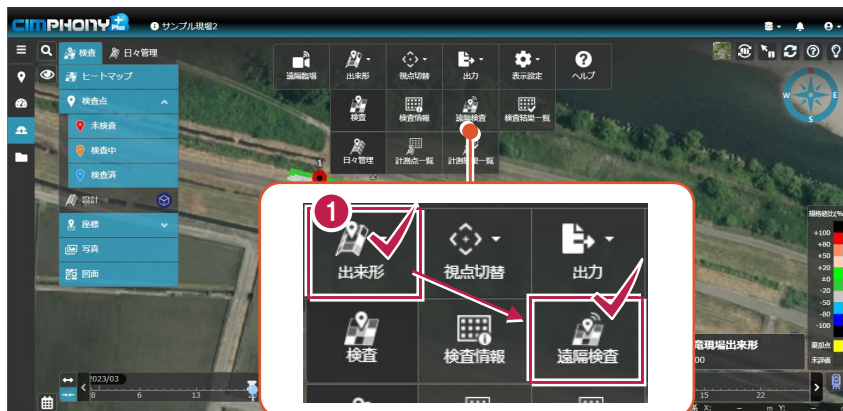 CIMPHONY Plus
サンプル現場2
検査 日々管理
ヒートマップ
検査点
未検査
検査中
検査済
設計
座標
写真
図面
遠隔臨場 出来形 視点切替 出力 表示設定 ヘルプ
検査 検査情報 遠隔検査 検査結果一覧
日々管理 計測点一覧
1
W E
S
1
出来形 視点切替 出力
検査 検査情報 遠隔検査
規格値比(%
+100
+80
+50
+20
±0
-20
-50
-80
-100
棄却点
未評価
竜現場出来形
00
2023/03
8 6 13 15 22
X: − m Y: −